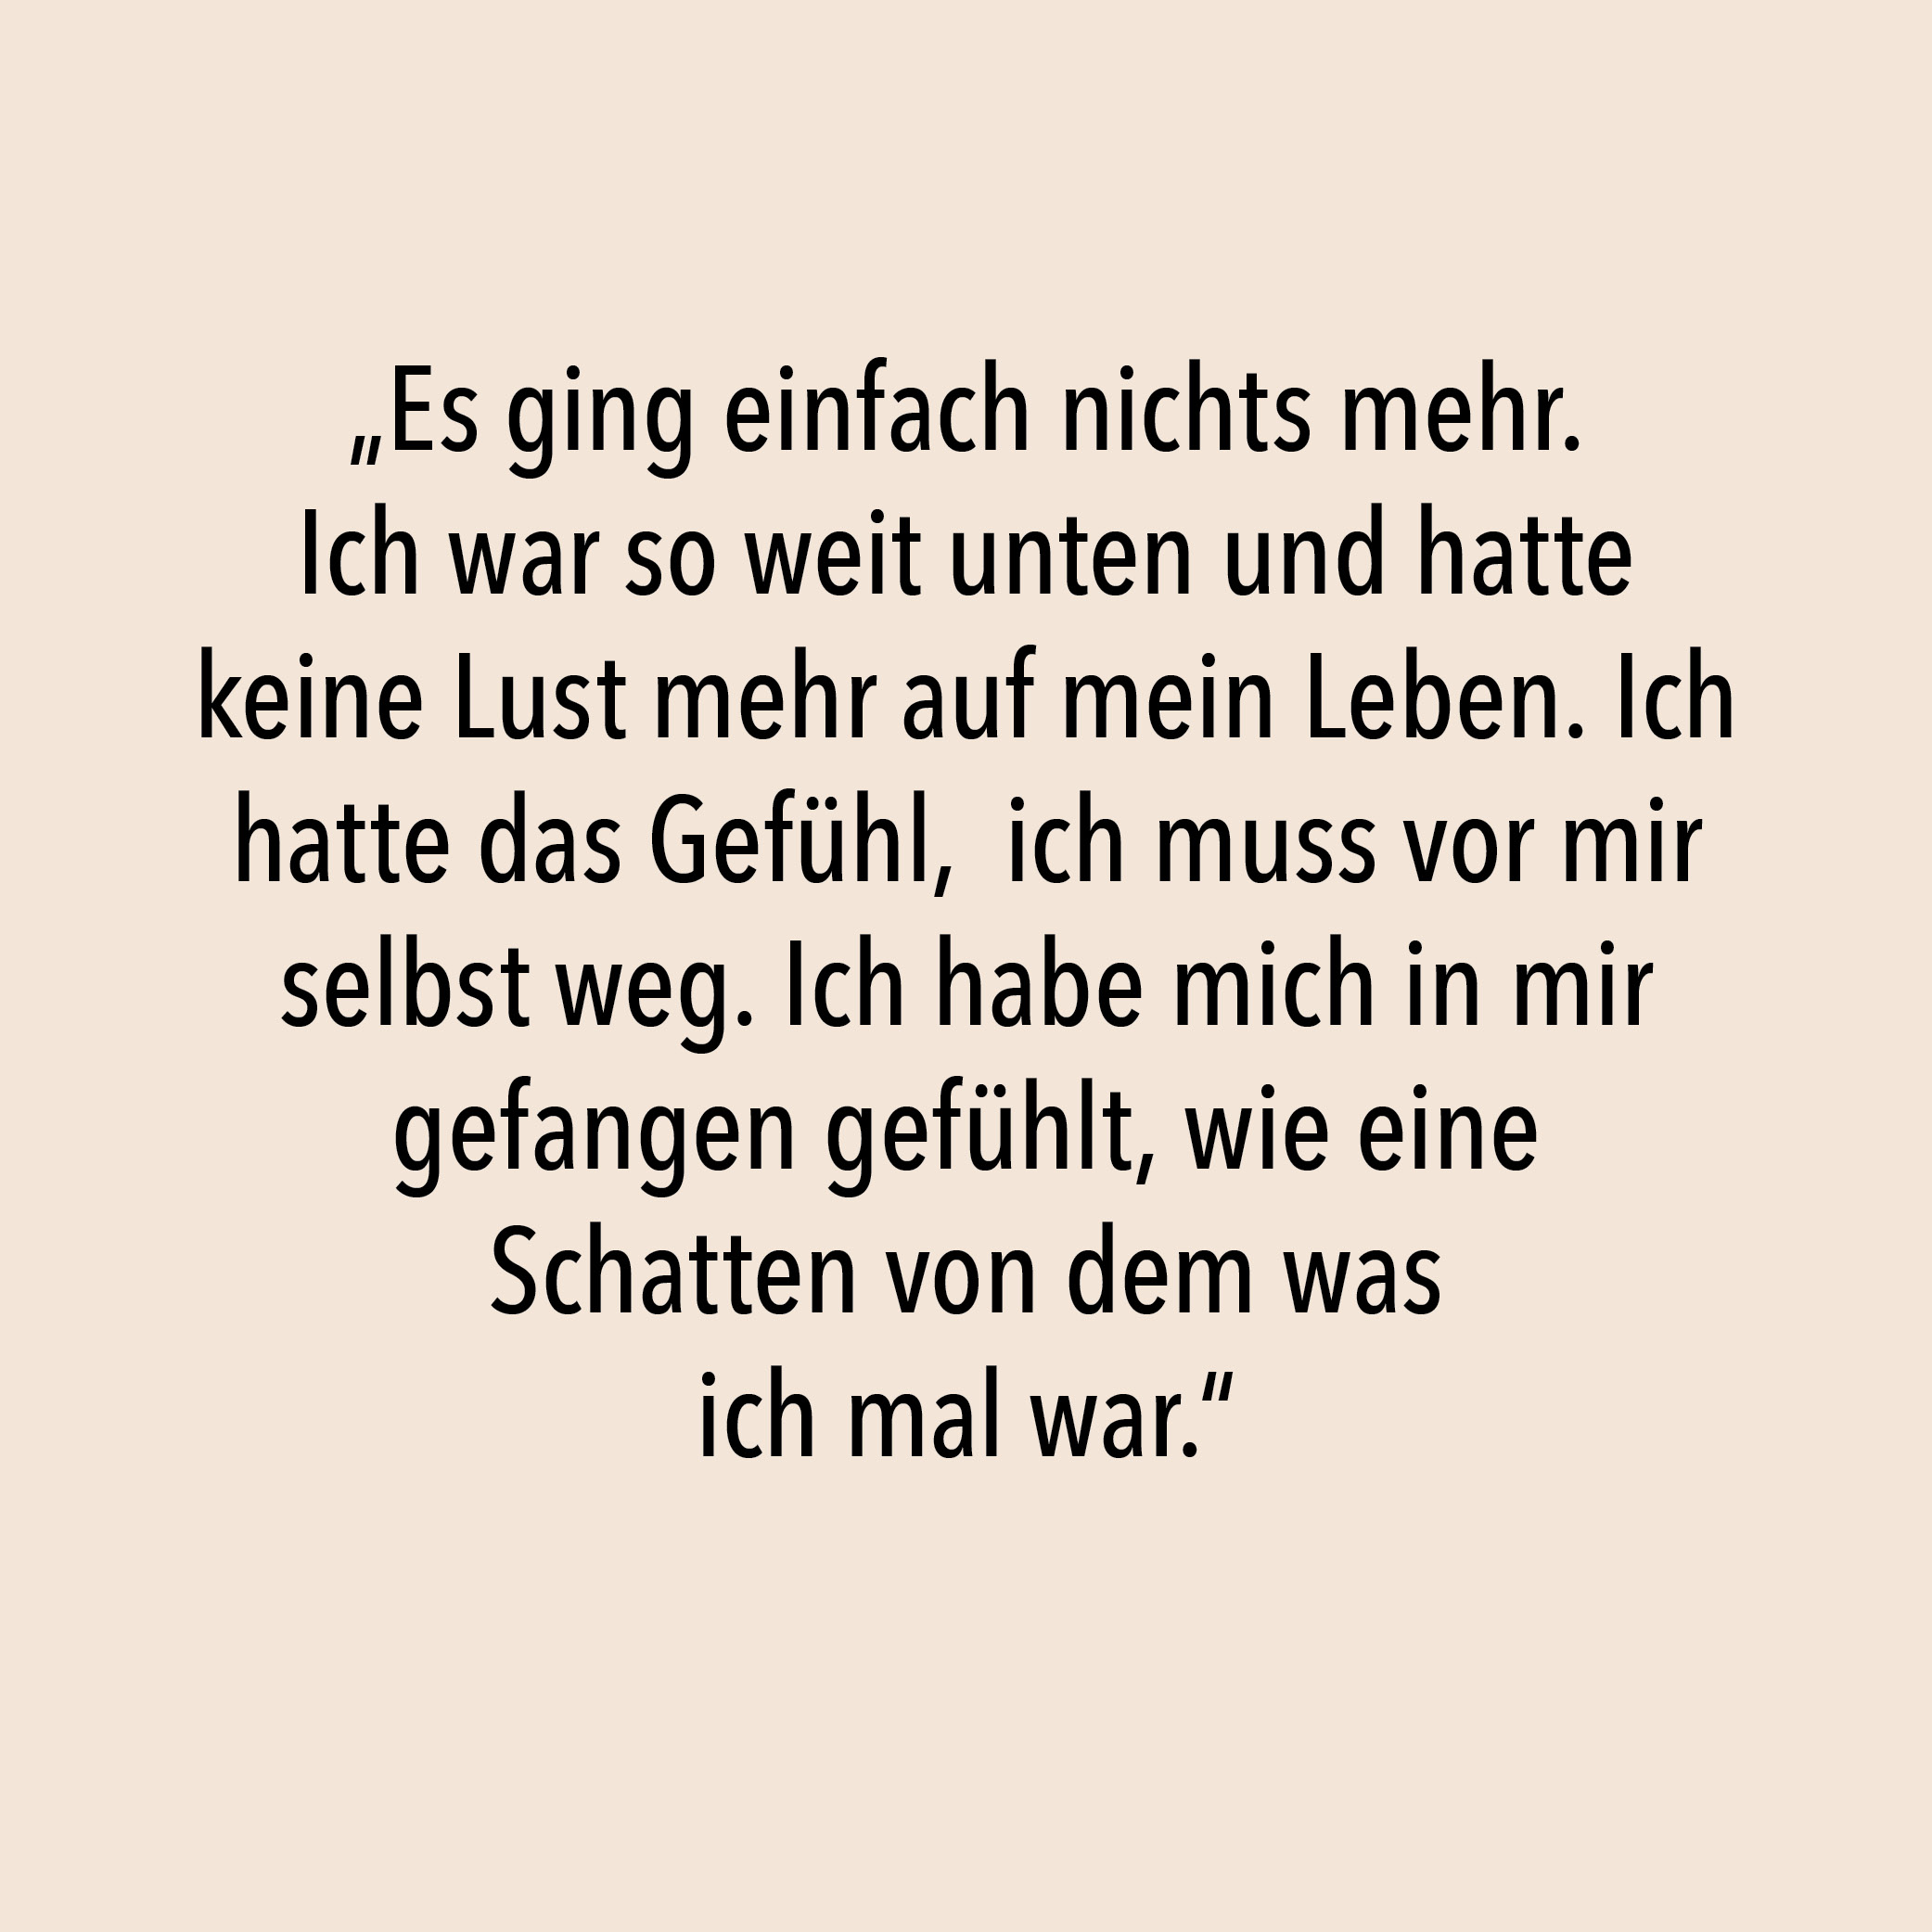 „Es ging einfach nichts mehr.
Ich war so weit unten und hatte
keine Lust mehr auf mein Leben. Ich
hatte das Gefühl,  ich muss vor mir
selbst weg. Ich habe mich in mir
gefangen gefühlt, wie eine
Schatten von dem was
ich mal war.“